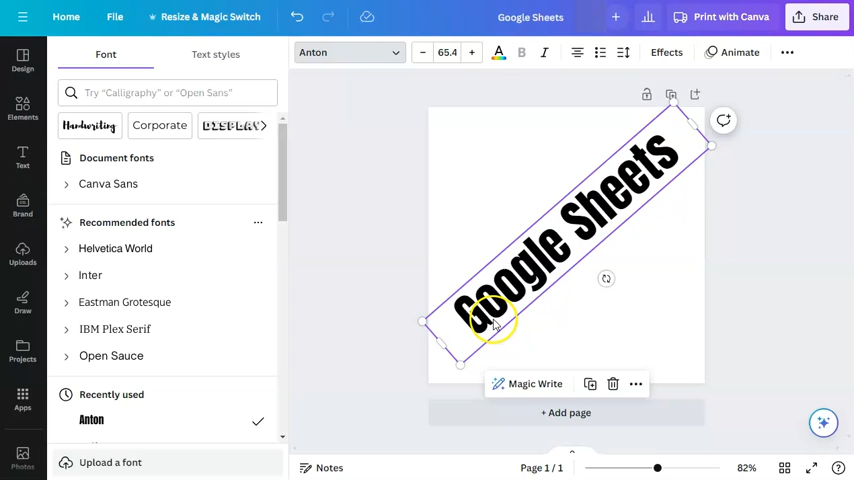 Home
File
Resize & Magic Switch
Google Sheets
Print with Canva
Share
Design
Elements
Text
Brand
Uploads
Draw
Projects
Apps
Photos
Font
Text styles
Try “Calligraphy” or “Open Sans”
Handwriting
Corporate
DISPLAY
Document fonts
Canva Sans
Recommended fonts
Helvetica World
Inter
Eastman Grotesque
IBM Plex Serif
Open Sauce
Recently used
Anton
Upload a font
Anton
65.4
A
B
I
Effects
Animate
Google Sheets
Magic Write
+ Add page
Notes
Page 1 / 1
82%